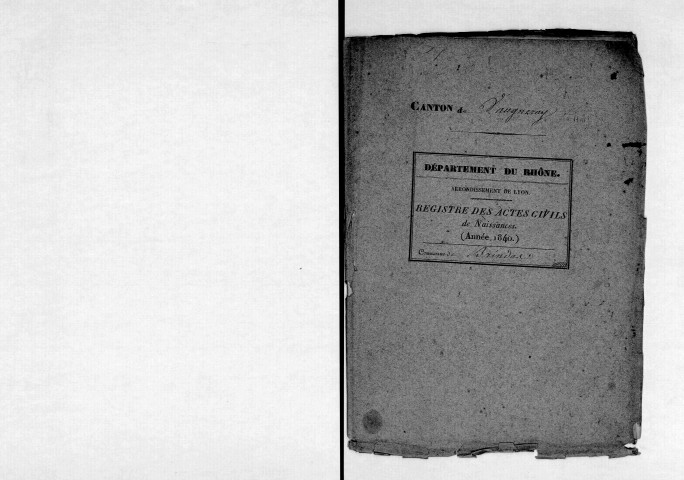 CANTON de Vaugneray
DÉPARTEMENT DU RHÔNE.
ARRONDISSEMENT DE LYON.
REGISTRE DES ACTES CIVILS
de Naissances.
(Année 1840.)
Commune de Brindas